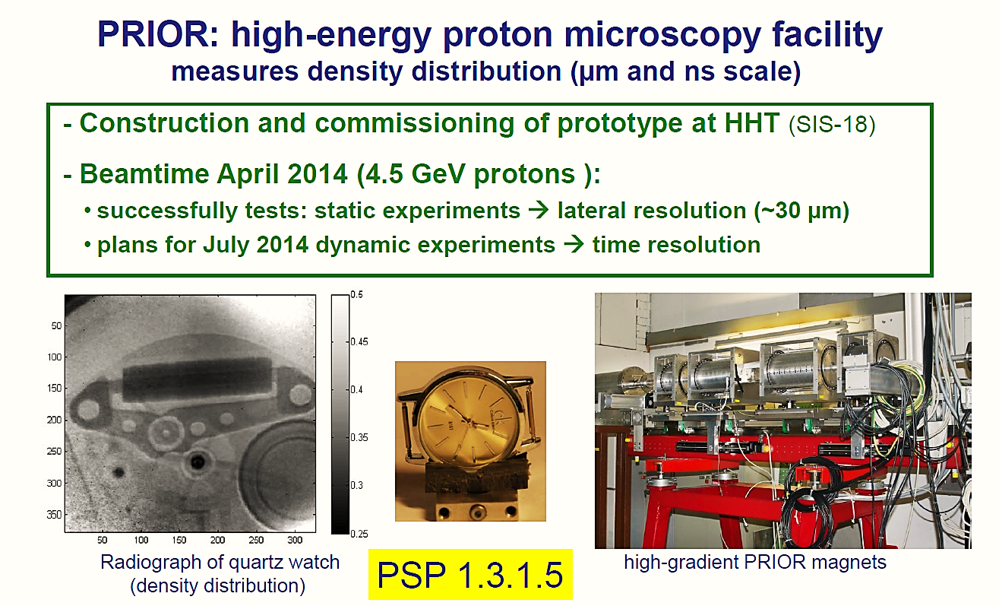 PRIOR: high-energy proton microscopy facility
measures density distribution (µm and ns scale)
- Construction and commissioning of prototype at HHT (SIS-18)
- Beamtime April 2014 (4.5 GeV protons ):
• successfully tests: static experiments → lateral resolution (~30 µm)
• plans for July 2014 dynamic experiments → time resolution
50
100
150
200
250
300
350
50 100 150 200 250 300
0.5
0.45
0.4
0.35
0.3
0.25
Radiograph of quartz watch
(density distribution)
PSP 1.3.1.5
high-gradient PRIOR magnets